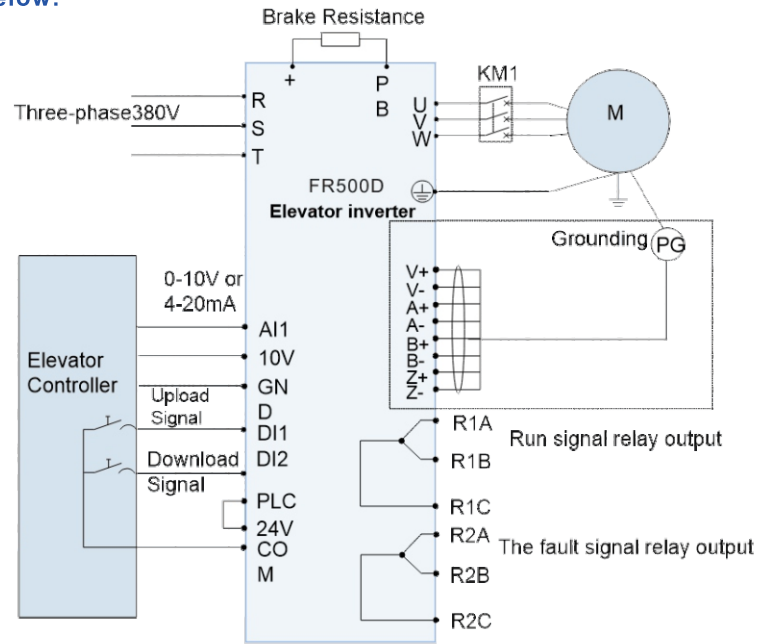 elow:
Brake Resistance
+
P
B
KM1
R
S
T
Three-phase380V
U
V
W
M
FR500D
Elevator inverter
Grounding
PG
0-10V or
4-20mA
V+
V-
A+
A-
B+
B-
Z+
Z-
Elevator
Controller
AI1
10V
GN
D
Upload
Signal
DI1
Download
Signal
DI2
PLC
24V
CO
M
R1A
R1B
R1C
Run signal relay output
R2A
R2B
R2C
The fault signal relay output